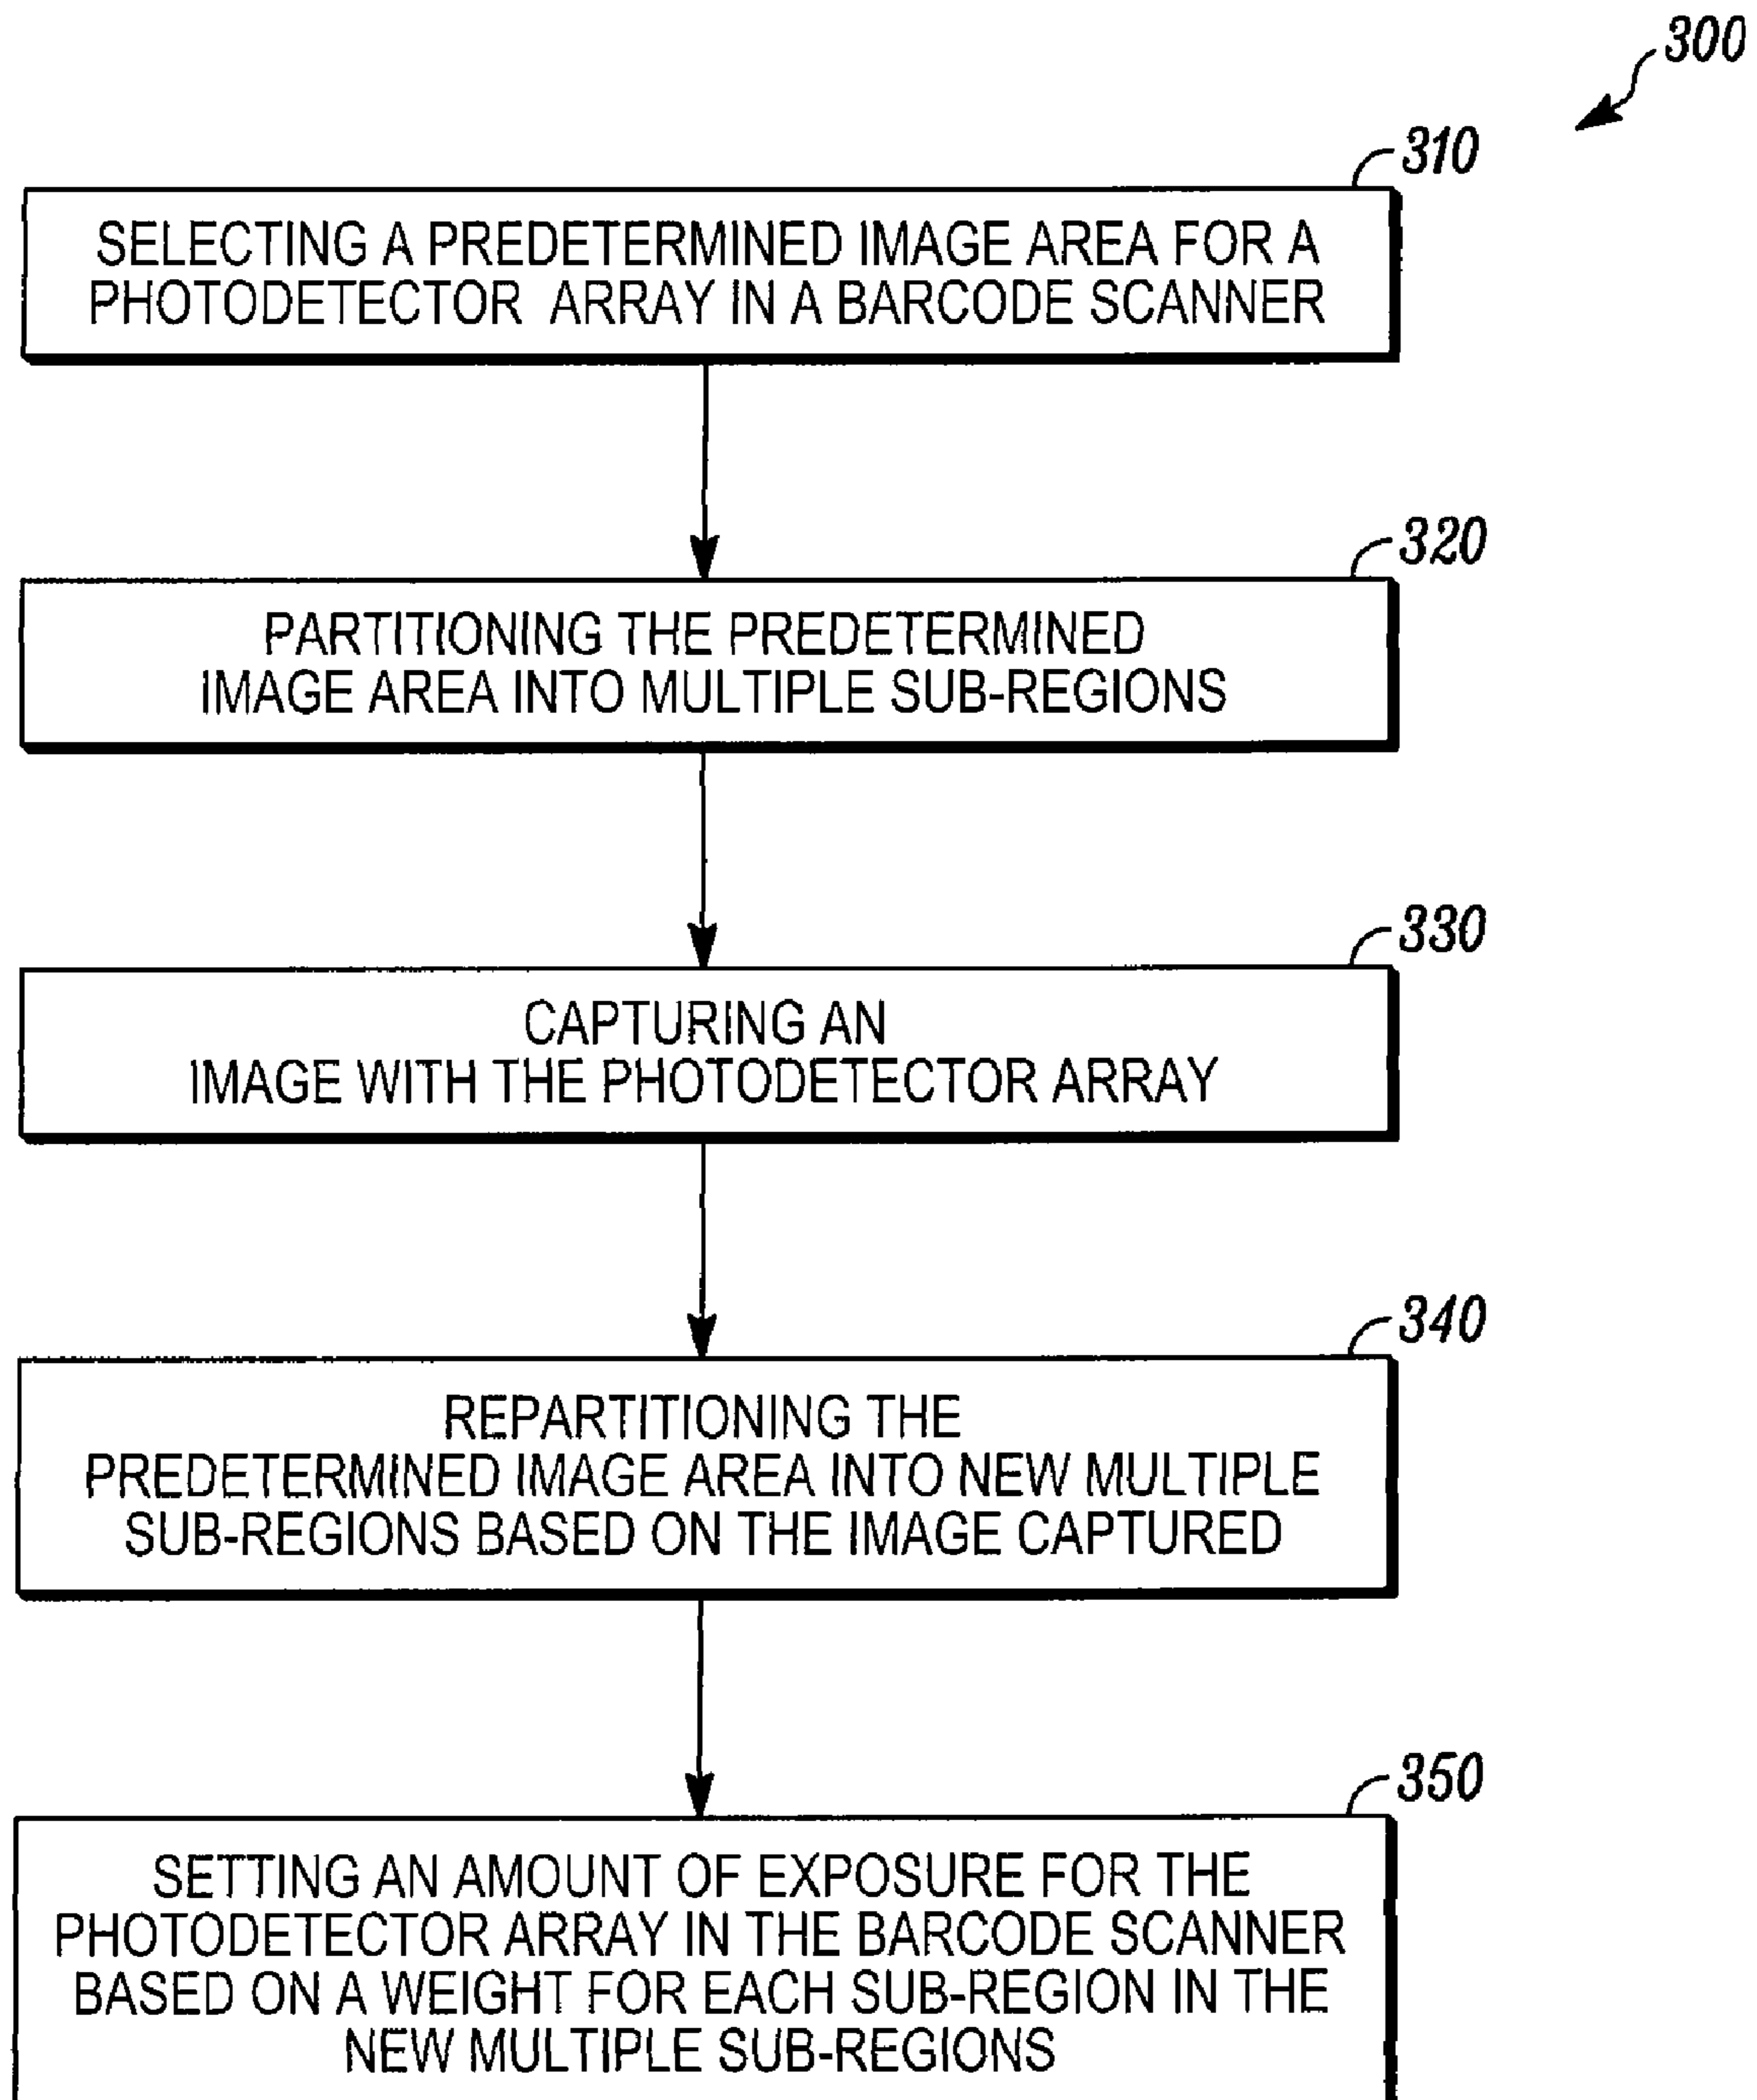 300
310
SELECTING A PREDETERMINED IMAGE AREA FOR A
PHOTODETECTOR ARRAY IN A BARCODE SCANNER
320
PARTITIONING THE PREDETERMINED
IMAGE AREA INTO MULTIPLE SUB-REGIONS
330
CAPTURING AN
IMAGE WITH THE PHOTODETECTOR ARRAY
340
REPARTITIONING THE
PREDETERMINED IMAGE AREA INTO NEW MULTIPLE
SUB-REGIONS BASED ON THE IMAGE CAPTURED
350
SETTING AN AMOUNT OF EXPOSURE FOR THE
PHOTODETECTOR ARRAY IN THE BARCODE SCANNER
BASED ON A WEIGHT FOR EACH SUB-REGION IN THE
NEW MULTIPLE SUB-REGIONS